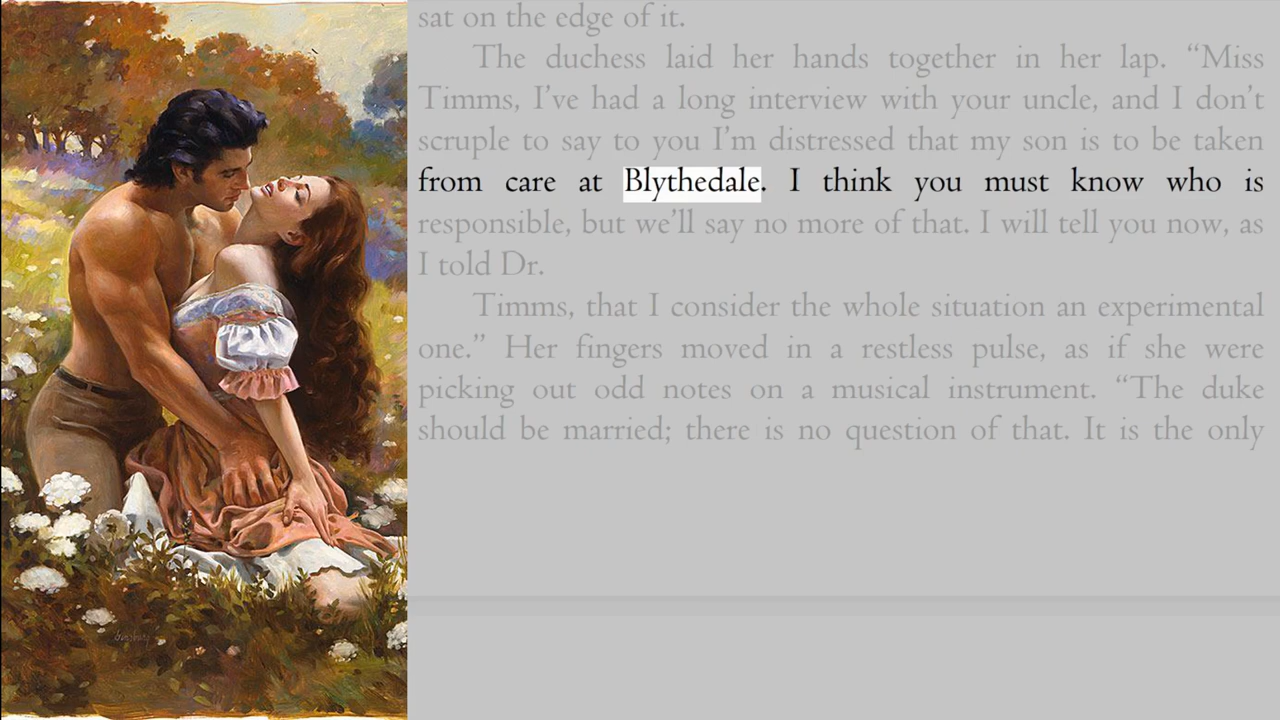 sat on the edge of it.
The duchess laid her hands together in her lap. “Miss
Timms, I’ve had a long interview with your uncle, and I don’t
scruple to say to you I’m distressed that my son is to be taken
from care at Blythedale. I think you must know who is
responsible, but we’ll say no more of that. I will tell you now, as
I told Dr.
Timms, that I consider the whole situation an experimental
one.” Her fingers moved in a restless pulse, as if she were
picking out odd notes on a musical instrument. “The duke
should be married; there is no question of that. It is the only